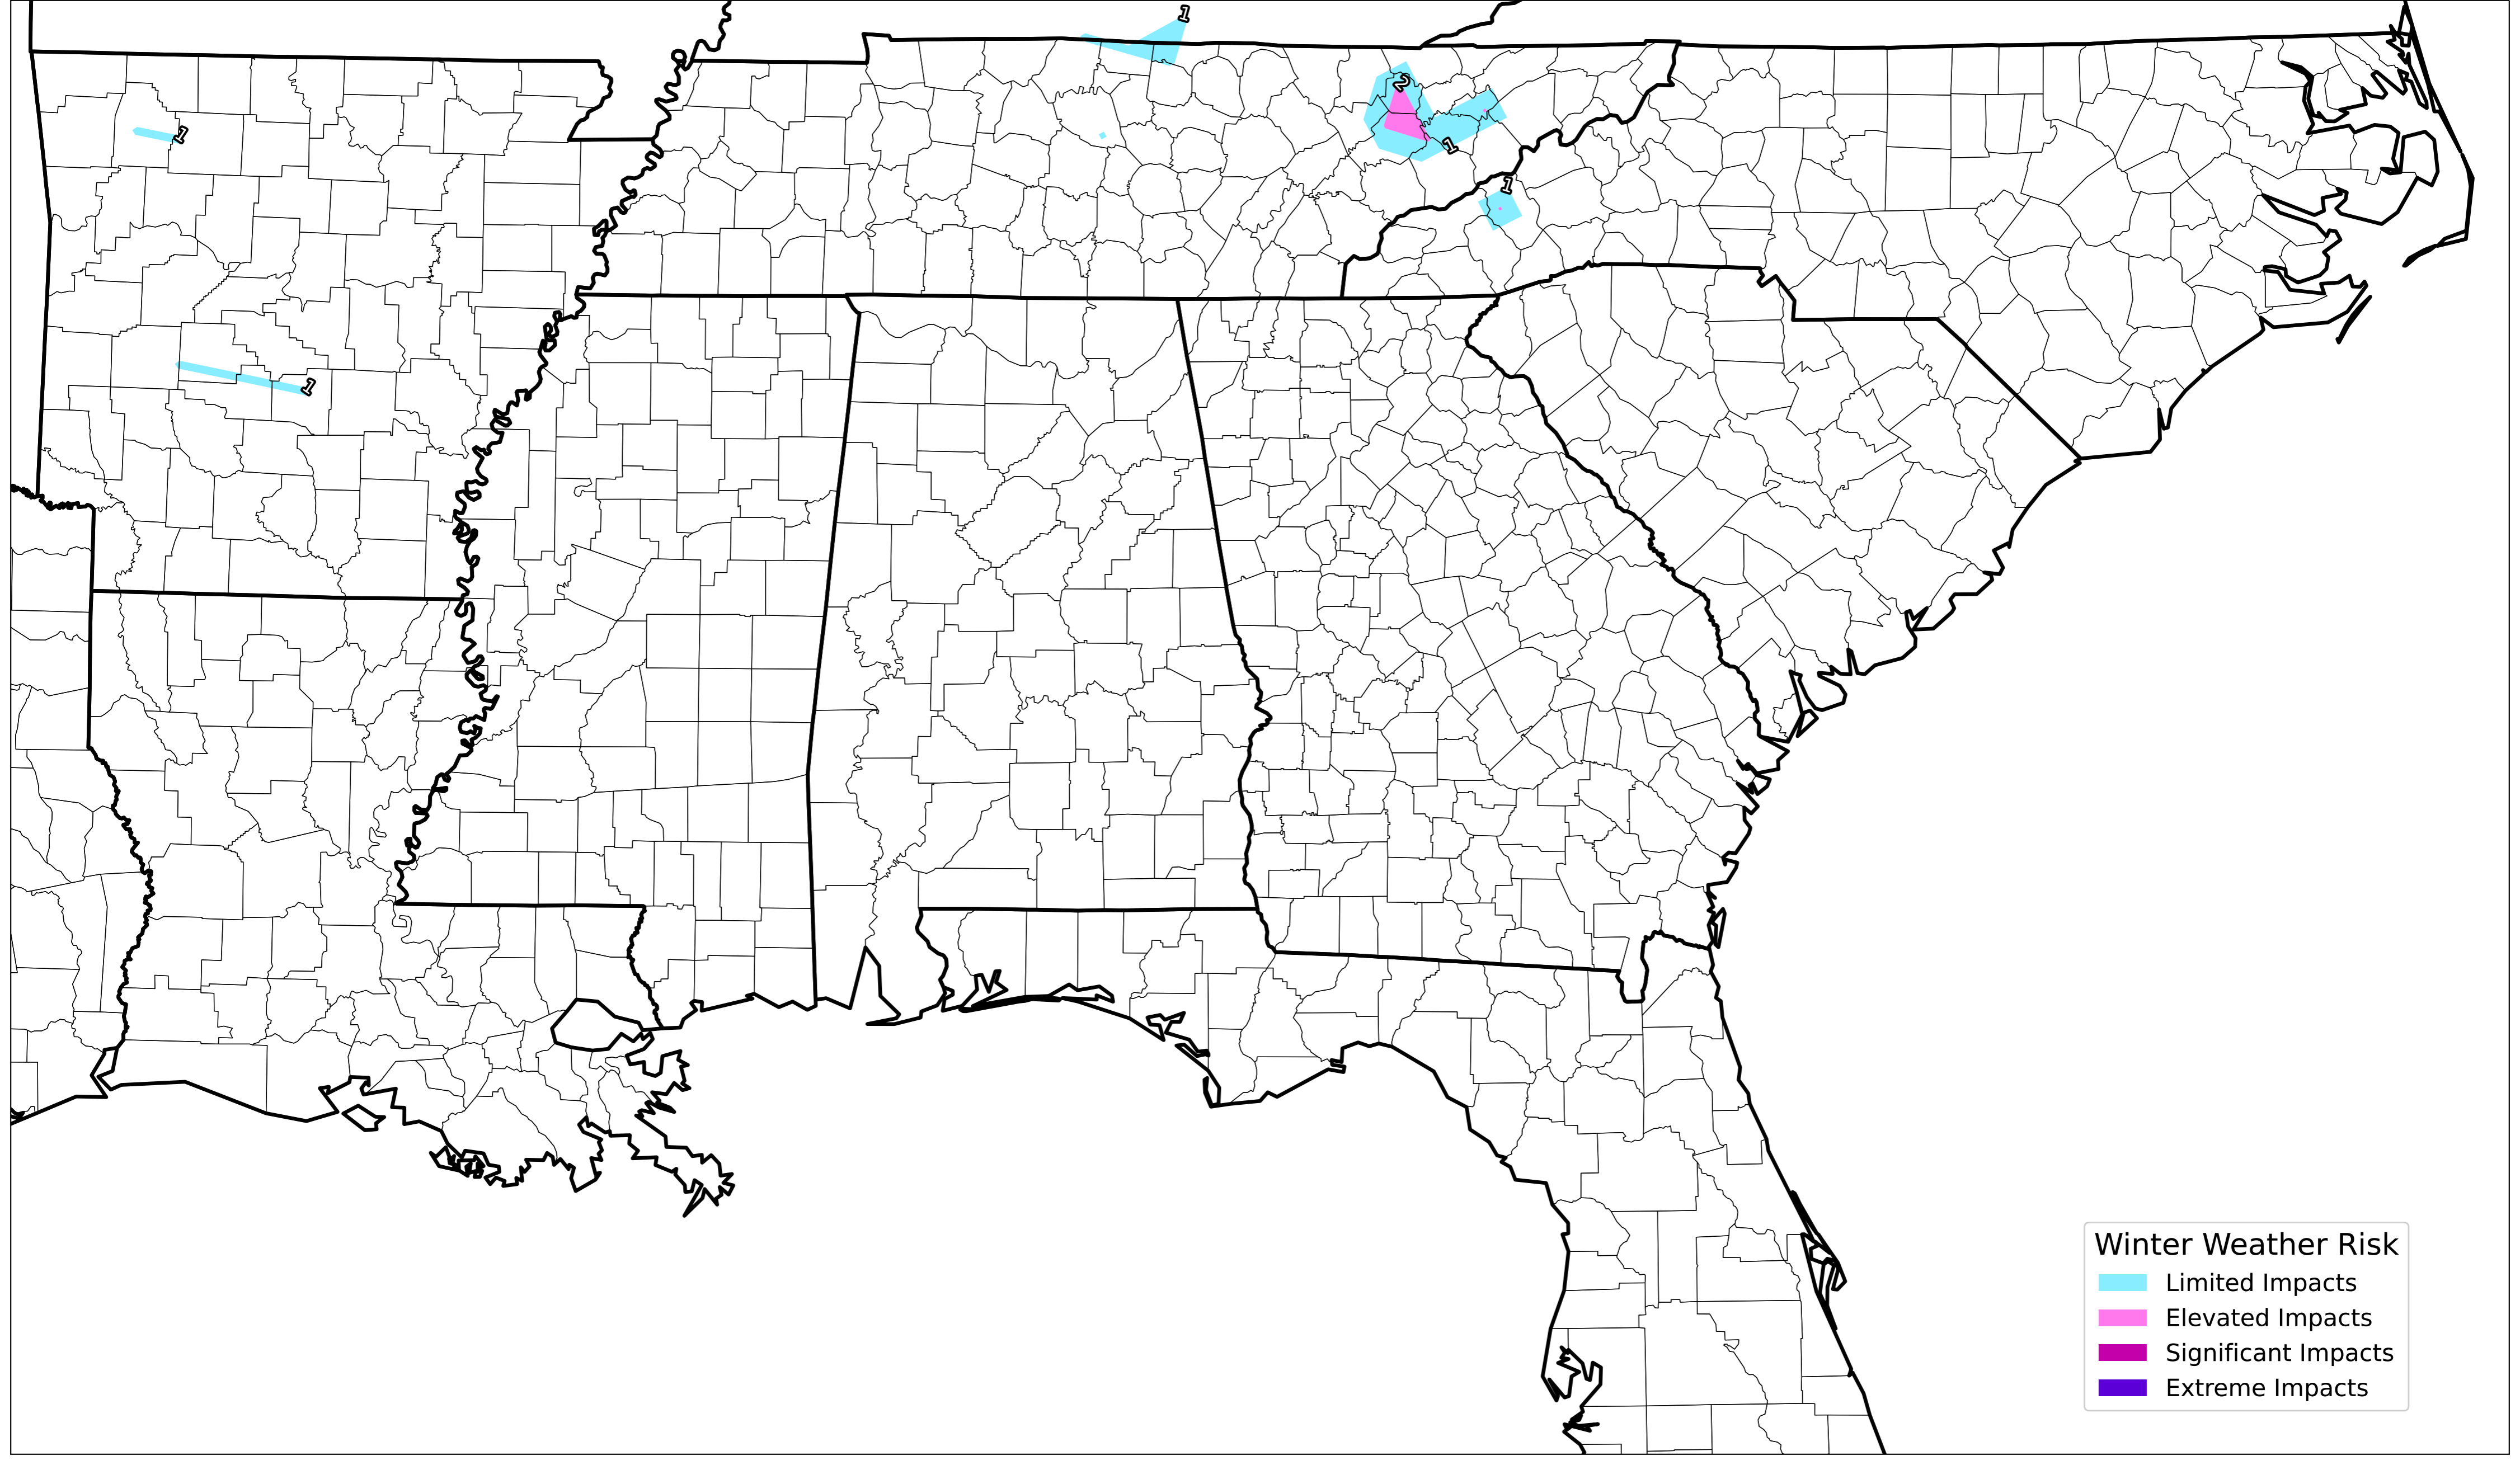 1
2
1
1
1
1
Winter Weather Risk
Limited Impacts
Elevated Impacts
Significant Impacts
Extreme Impacts